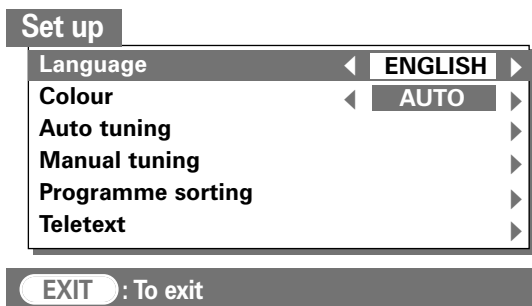 Set up
Language ENGLISH
Colour AUTO
Auto tuning
Manual tuning
Programme sorting
Teletext
EXIT : To exit